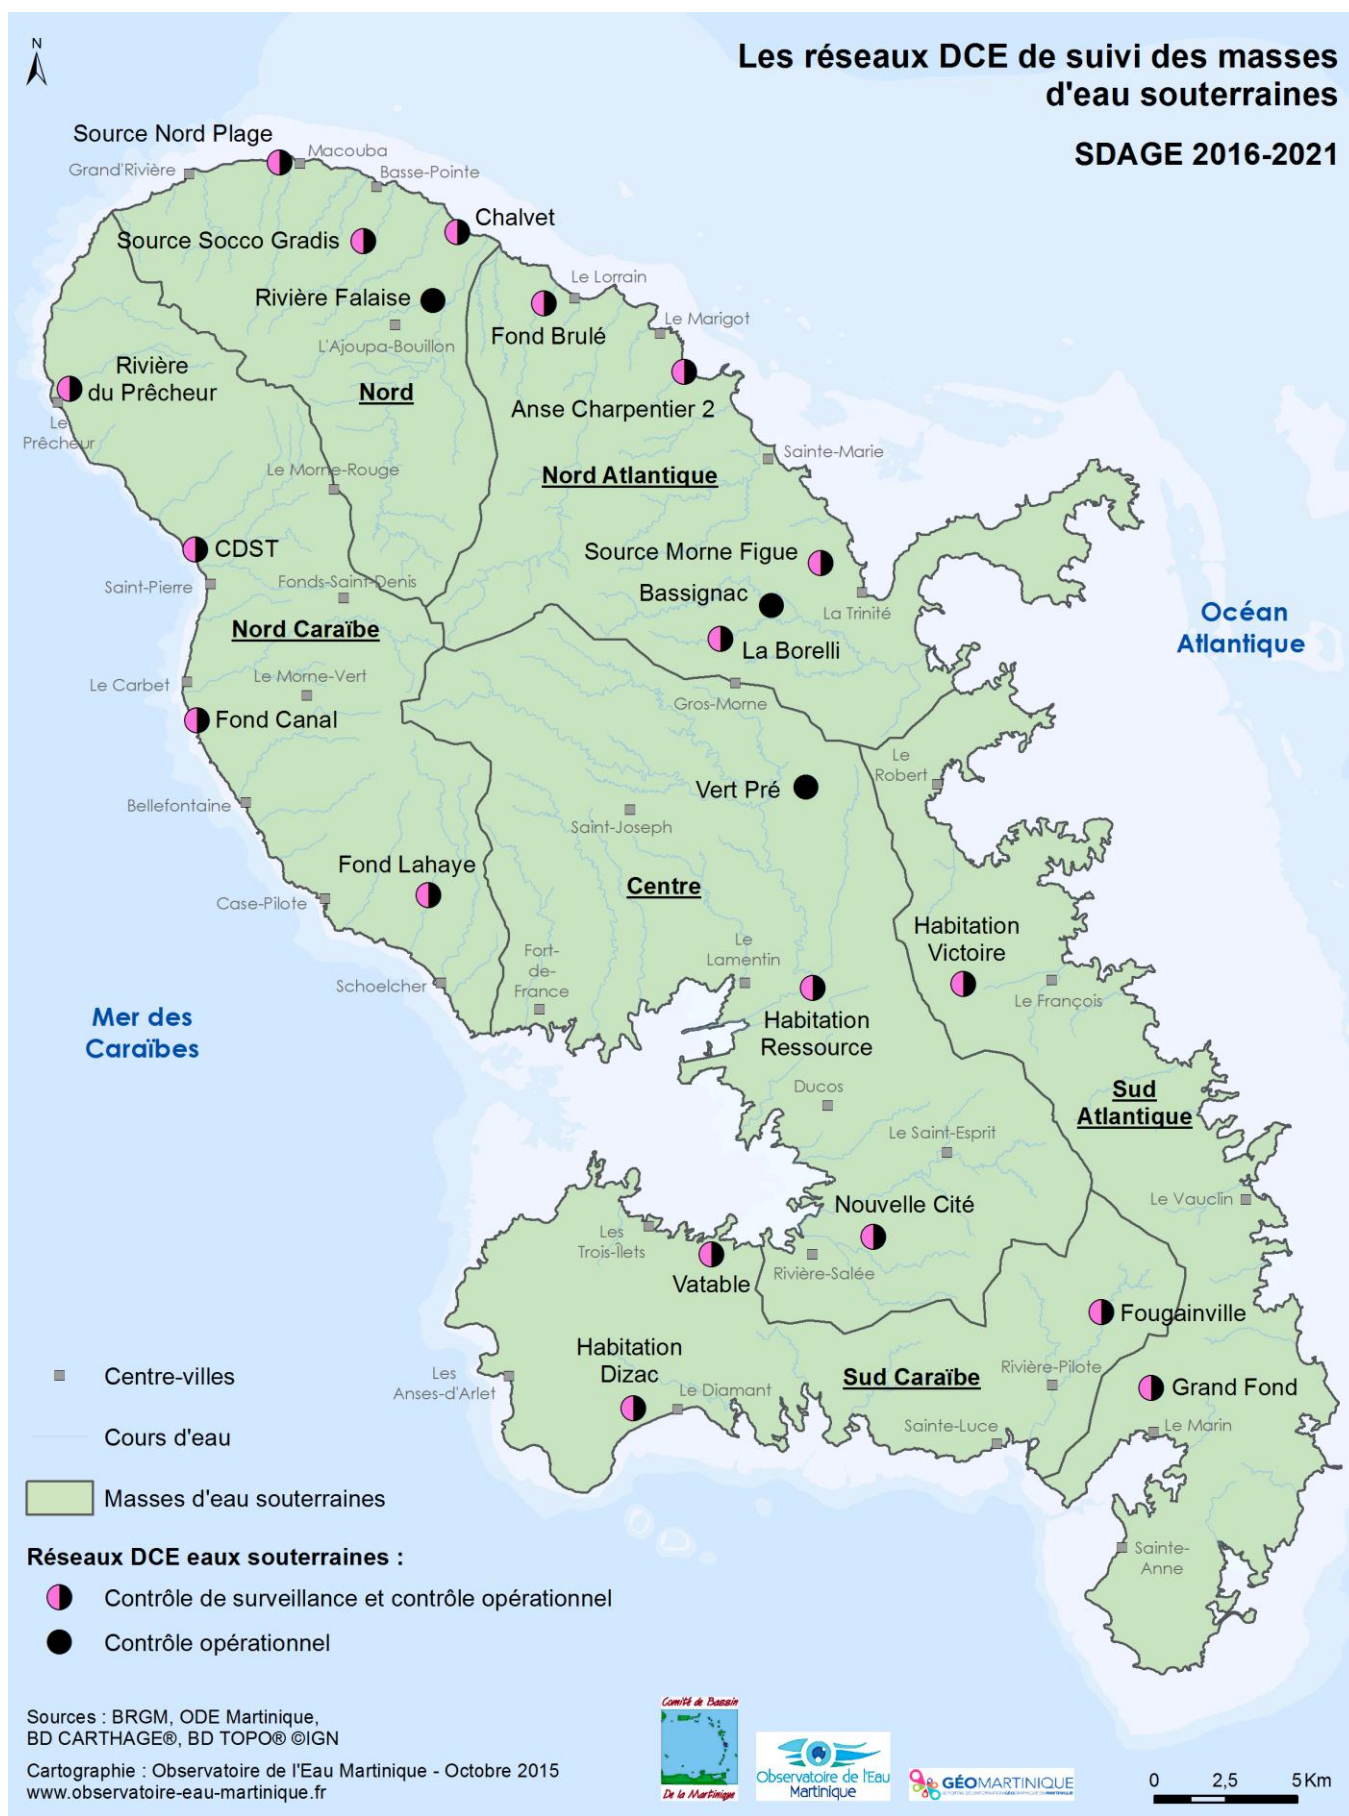 N
Les réseaux DCE de suivi des masses
d'eau souterraines
SDAGE 2016-2021
Source Nord Plage
Macouba
Grand'Rivière
Basse-Pointe
Chalvet
Source Socco Gradis
Rivière Falaise
L'Ajoupa-Bouillon
Le Lorrain
Fond Brulé
Le Marigot
Rivière
du Prêcheur
Nord
Anse Charpentier 2
Le
Prêcheur
Sainte-Marie
Le Morne-Rouge
Nord Atlantique
CDST
Source Morne Figue
Saint-Pierre
Fonds-Saint-Denis
Bassignac
La Trinité
Océan
Atlantique
Nord Caraïbe
La Borelli
Le Carbet
Le Morne-Vert
Gros-Morne
Fond Canal
Le
Robert
Vert Pré
Bellefontaine
Saint-Joseph
Fond Lahaye
Centre
Case-Pilote
Habitation
Victoire
Le
Lamentin
Fort-
de-
France
Schoelcher
Le François
Mer des
Caraïbes
Habitation
Ressource
Ducos
Sud
Atlantique
Le Saint-Esprit
Le Vauclin
Nouvelle Cité
Les
Trois-Îlets
Rivière-Salée
Vatable
Fougainville
Habitation
Dizac
Les
Anses-d'Arlet
Le Diamant
Sud Caraïbe
Rivière-Pilote
Grand Fond
Sainte-Luce
Le Marin
Sainte-
Anne
Centre-villes
Cours d'eau
Masses d'eau souterraines
Réseaux DCE eaux souterraines :
Contrôle de surveillance et contrôle opérationnel
Contrôle opérationnel
Sources : BRGM, ODE Martinique,
BD CARTHAGE®, BD TOPO® ©IGN
Cartographie : Observatoire de l'Eau Martinique - Octobre 2015
www.observatoire-eau-martinique.fr
Comité de Bassin
De la Martinique
Observatoire de l'Eau
Martinique
GÉOMARTINIQUE
0 2,5 5 Km